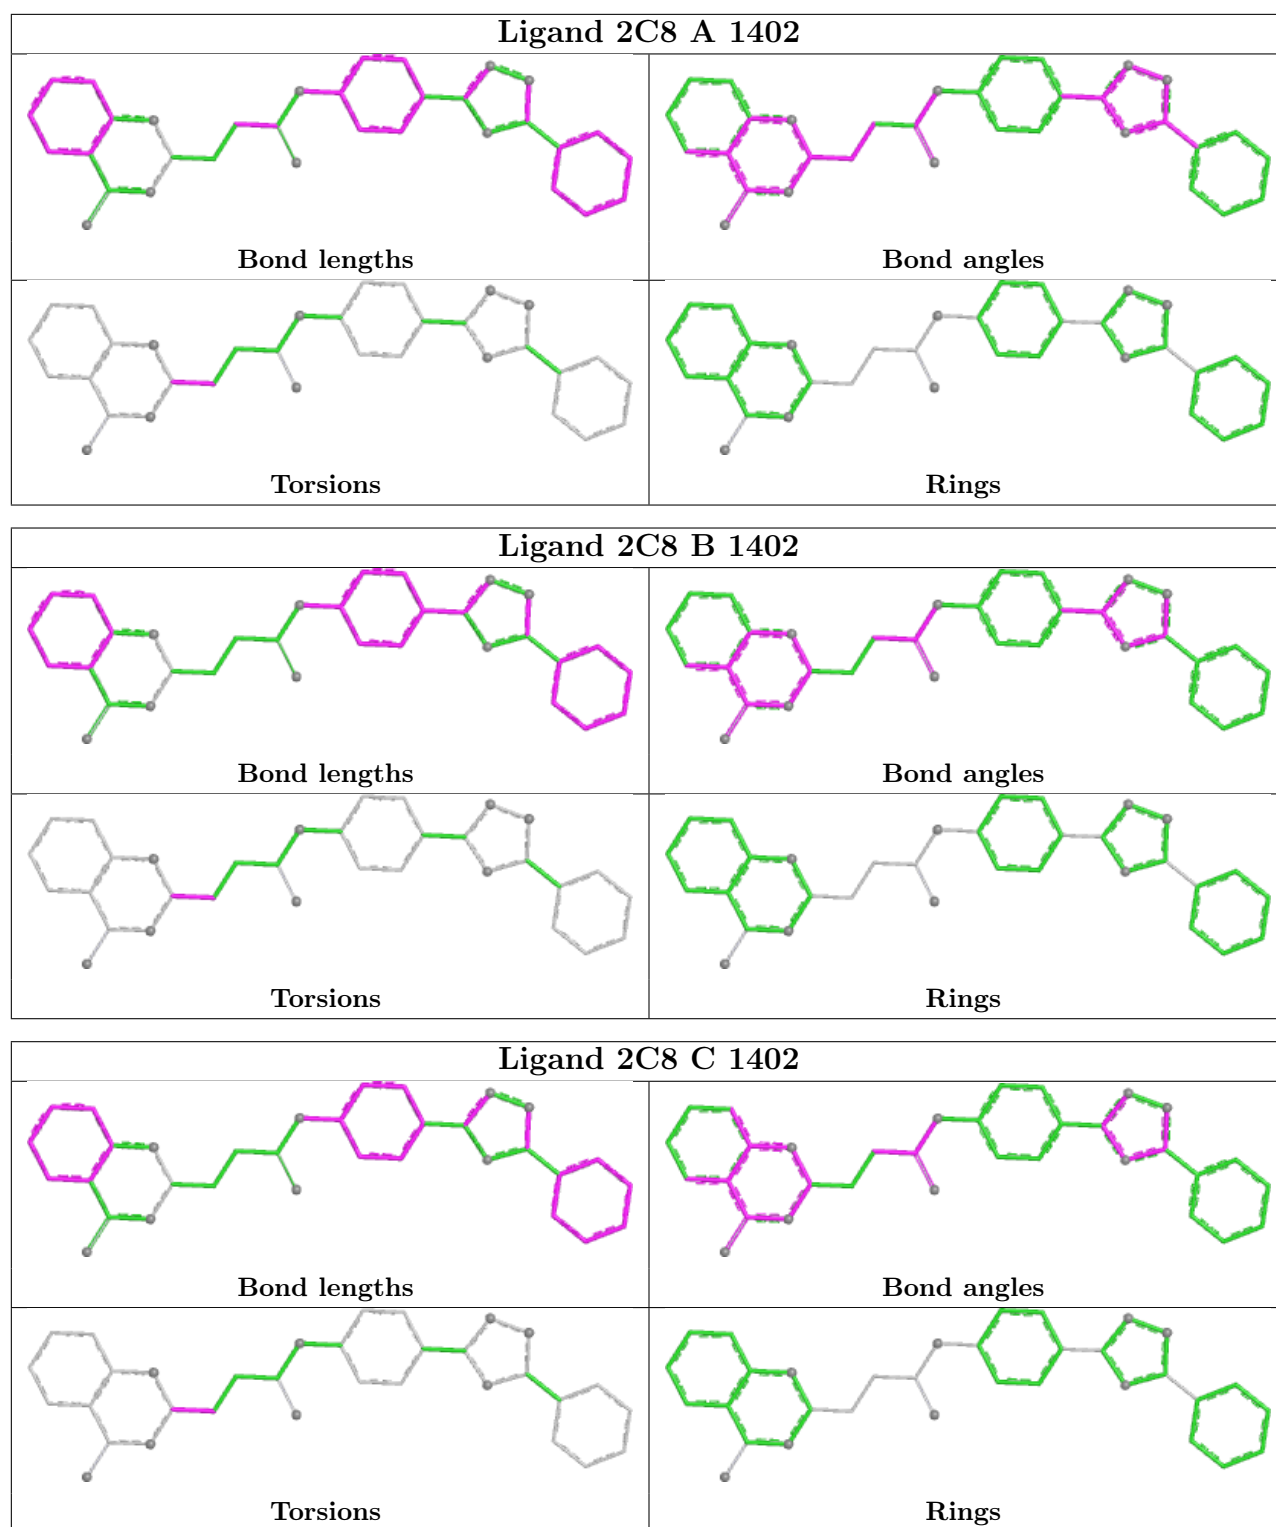 Ligand 2C8 A 1402
Bond lengths
Bond angles
Torsions
Rings
Ligand 2C8 B 1402
Bond lengths
Bond angles
Torsions
Rings
Ligand 2C8 C 1402
Bond lengths
Bond angles
Torsions
Rings